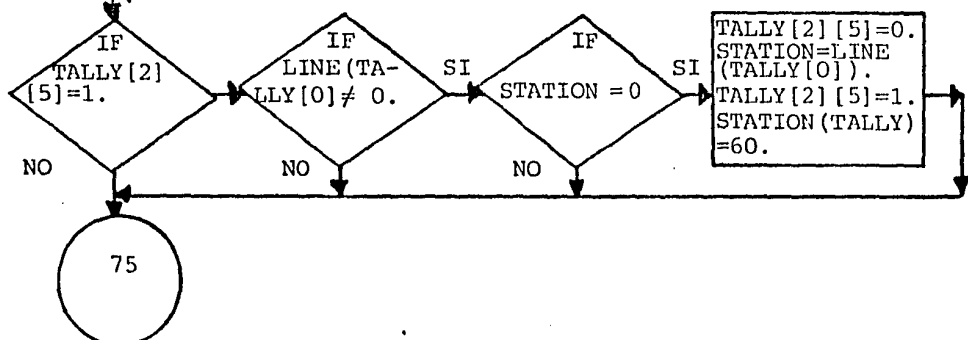 IF
TALLY[2]
[5]=1.
NO
IF
LINE(TA-
LLY[0]≠ 0.
SI
NO
IF
STATION =0
SI
NO
TALLY[2][5]=0.
STATION=LINE
(TALLY[0]).
TALLY[2][5]=1.
STATION(TALLY)
=60.
75